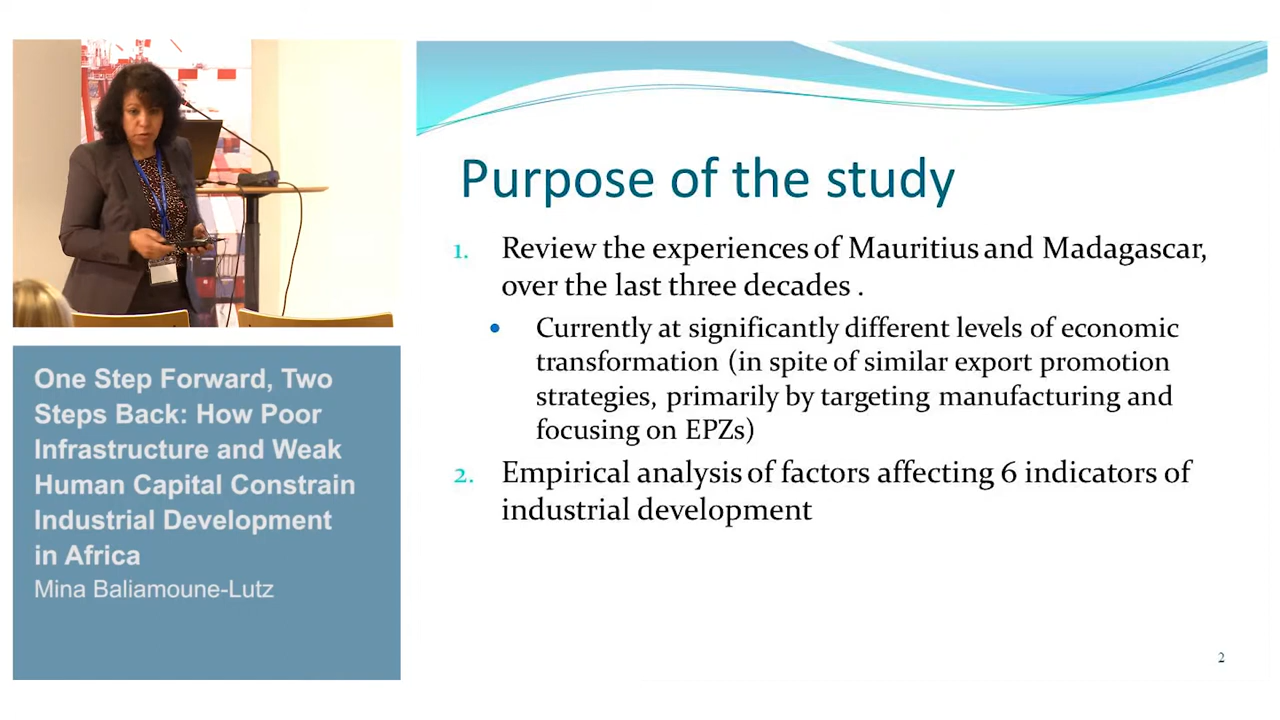 One Step Forward, Two
Steps Back: How Poor
Infrastructure and Weak
Human Capital Constrain
Industrial Development
in Africa
Mina Baliamoune-Lutz
Purpose of the study
1. Review the experiences of Mauritius and Madagascar,
over the last three decades .
• Currently at significantly different levels of economic
transformation (in spite of similar export promotion
strategies, primarily by targeting manufacturing and
focusing on EPZs)
2. Empirical analysis of factors affecting 6 indicators of
industrial development
2